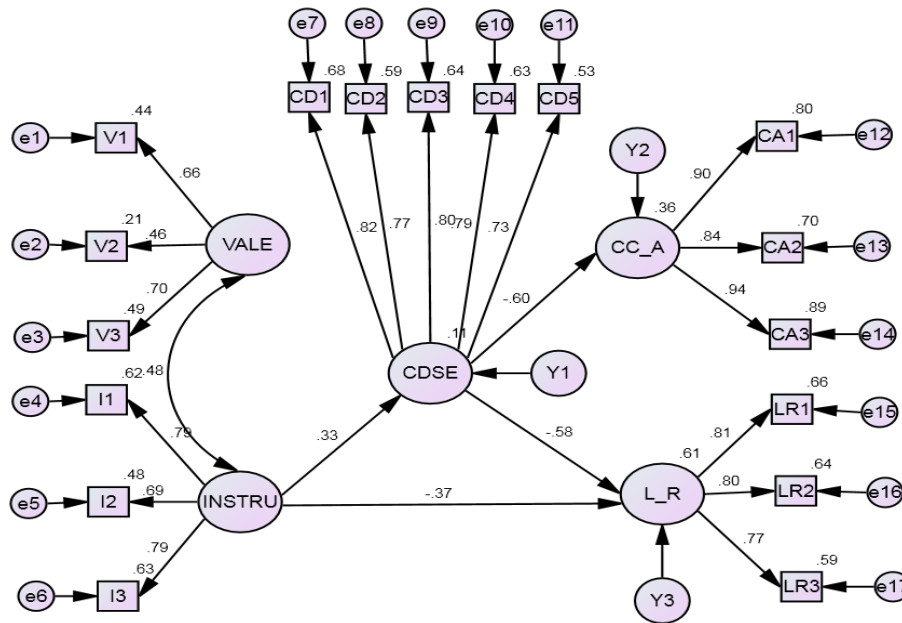 e7 e8 e9 e10 e11
.68 .59 .64 .63 .53
CD1 CD2 CD3 CD4 CD5
.44
e1 V1
.66
.80
CA1 e12
Y2
.90
.21
e2 V2 .46 VALE
.82 .77 .80 .79 .73
.36
CC_A .84
.70
CA2 e13
.70
.94
.49
e3 V3
-.60
.89
CA3 e14
.11
CDSE Y1
.62 .48
e4 I1
.79
.33
-.58
.66
LR1 e15
.81
.61
.48
e5 I2 .69 INSTRU
-.37
L_R .80
.64
LR2 e16
.79
.77
.63
e6 I3
Y3
.59
LR3 e17